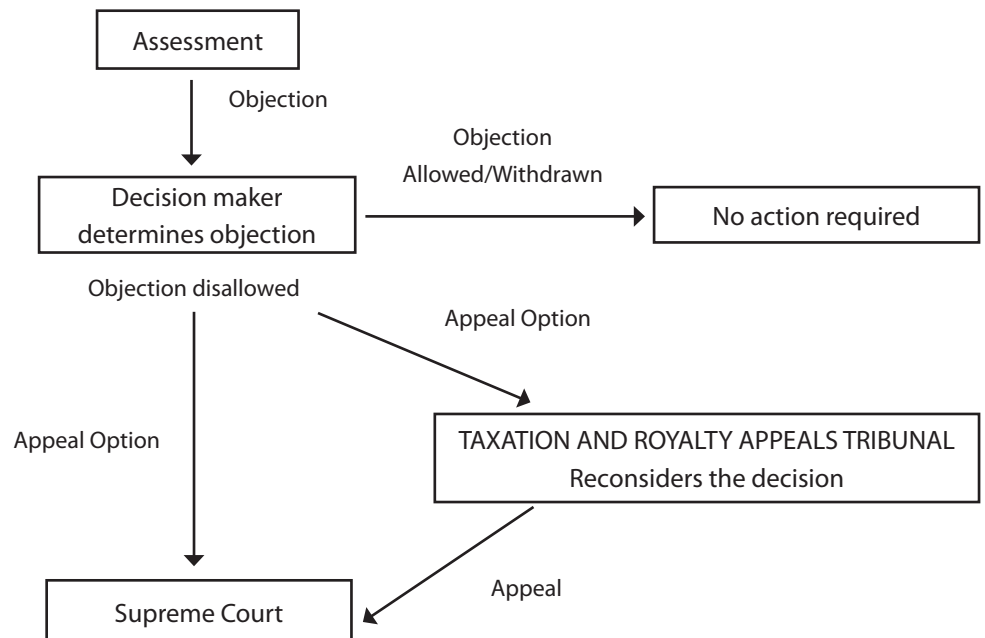 Assessment
Objection
Objection
Allowed/Withdrawn
Decision maker
determines objection
No action required
Objection disallowed
Appeal Option
Appeal Option
TAXATION AND ROYALTY APPEALS TRIBUNAL
Reconsiders the decision
Appeal
Supreme Court